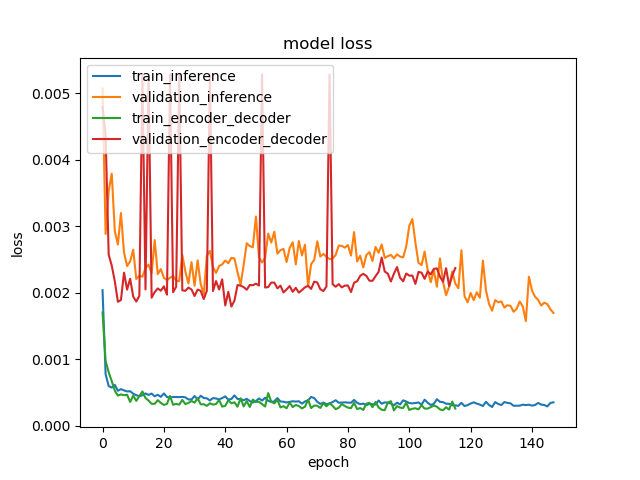 model loss
train_inference
validation_inference
train_encoder_decoder
validation_encoder_decoder
0.005
0.004
0.003
0.002
0.001
0.000
loss
0 20 40 60 80 100 120 140
epoch